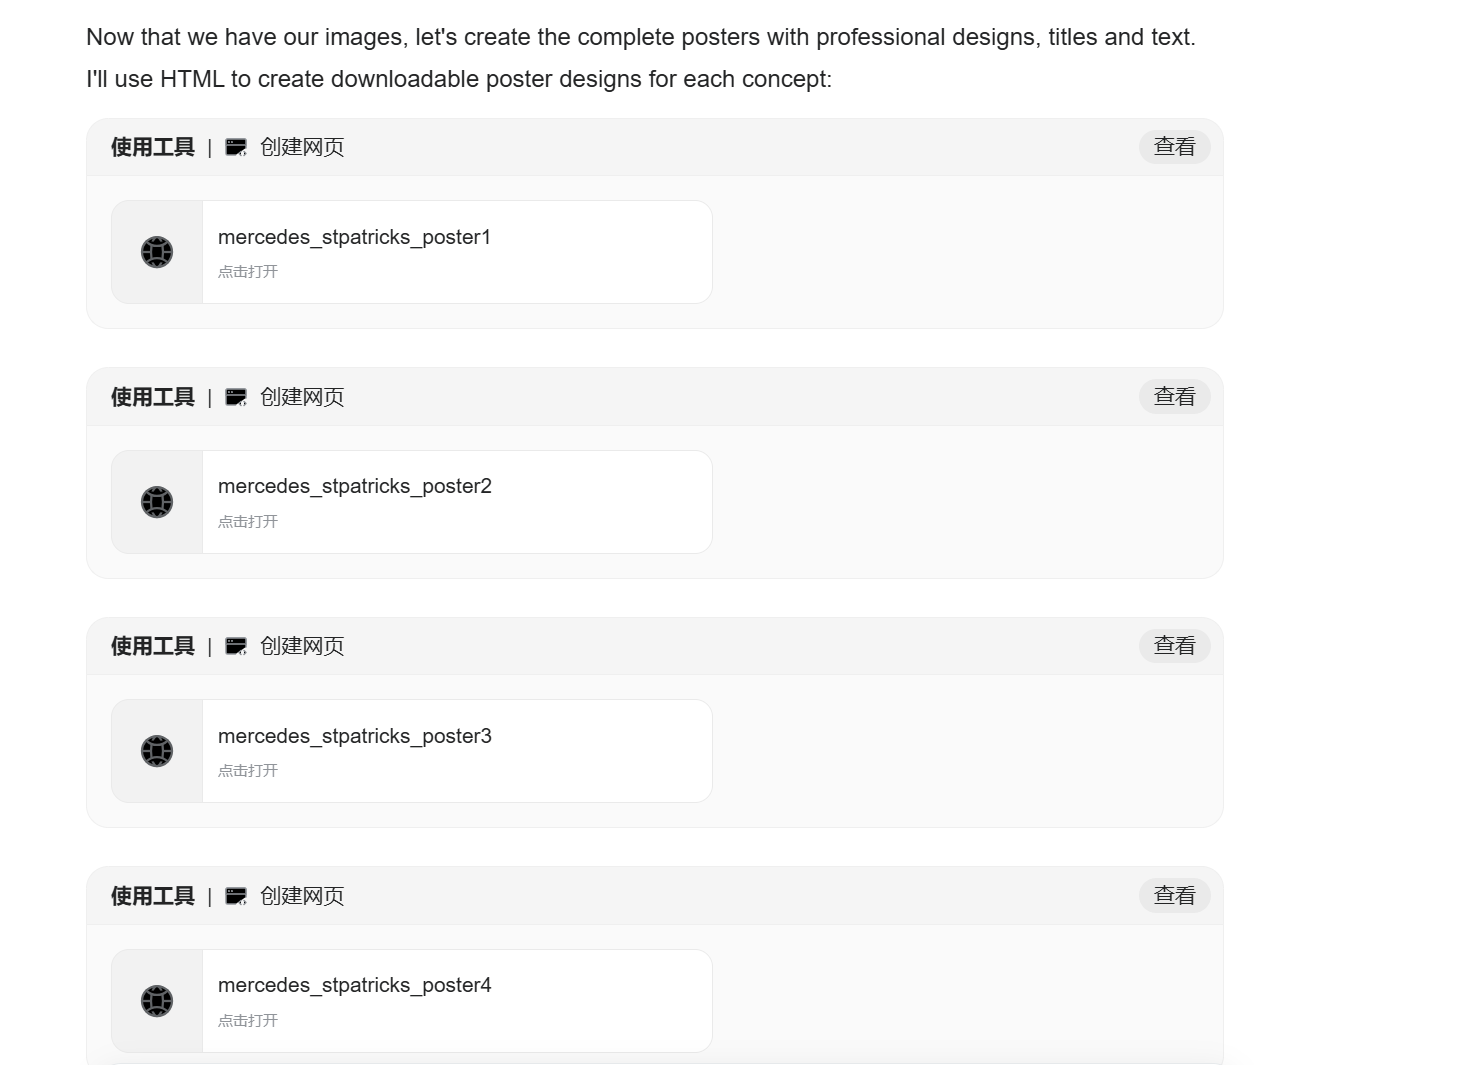 Now that we have our images, let's create the complete posters with professional designs, titles and text.
I'll use HTML to create downloadable poster designs for each concept:
使用工具 | 创建网页 查看
mercedes_stpatricks_poster1
点击打开
使用工具 | 创建网页 查看
mercedes_stpatricks_poster2
点击打开
使用工具 | 创建网页 查看
mercedes_stpatricks_poster3
点击打开
使用工具 | 创建网页 查看
mercedes_stpatricks_poster4
点击打开